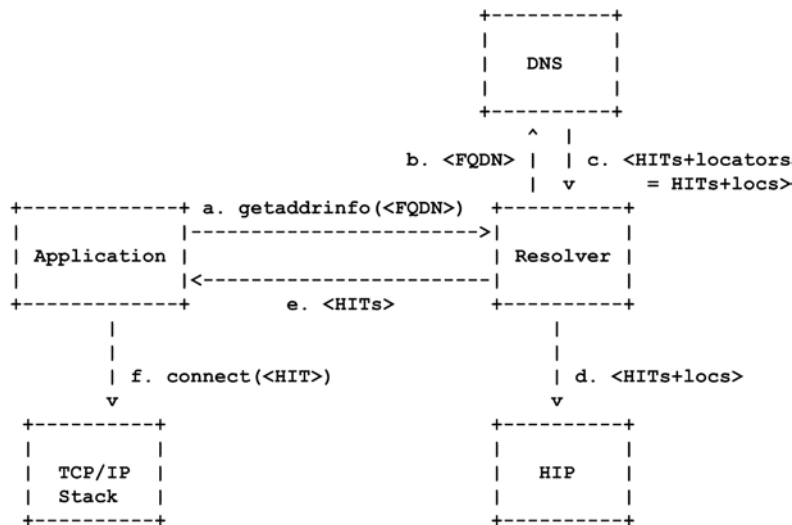 DNS
b. <FQDN>
c. <HITs+locators
= HITs+locs>
a. getaddrinfo(<FQDN>)
Application
Resolver
e. <HITs>
f. connect(<HIT>)
d. <HITs+locs>
TCP/IP
Stack
HIP